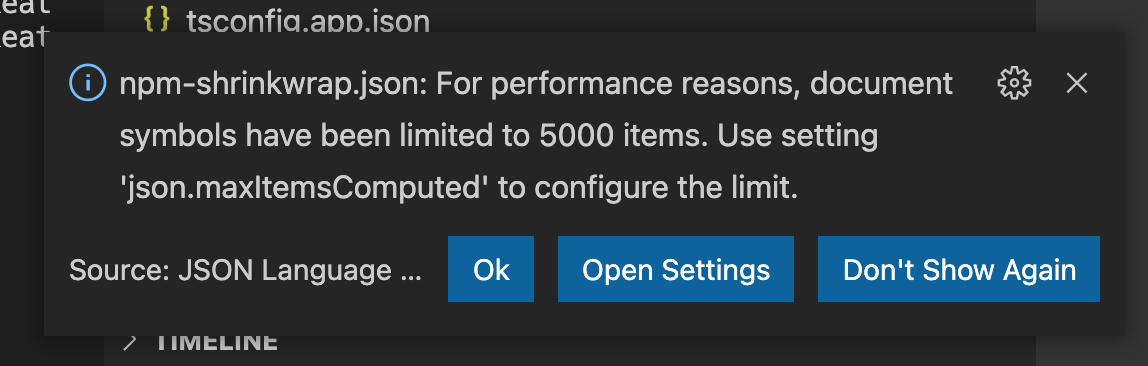 eat
{} tsconfig.app.json
eat
npm-shrinkwrap.json: For performance reasons, document
symbols have been limited to 5000 items. Use setting
'json.maxItemsComputed' to configure the limit.
Source: JSON Language ...
Ok
Open Settings
Don't Show Again
TIMELINE